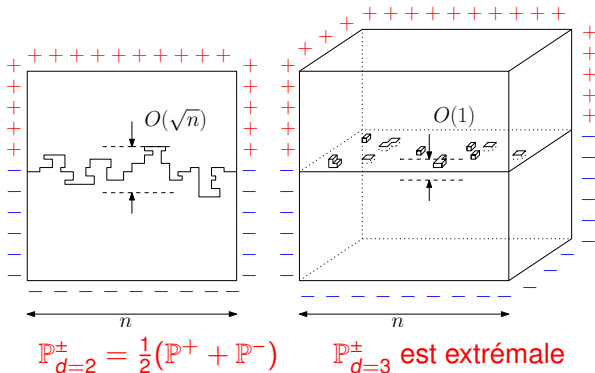 O(√n)
O(1)
n
n
ℙ^±_{d=2} = ½(ℙ^+ + ℙ^−)
ℙ^±_{d=3} est extrémale